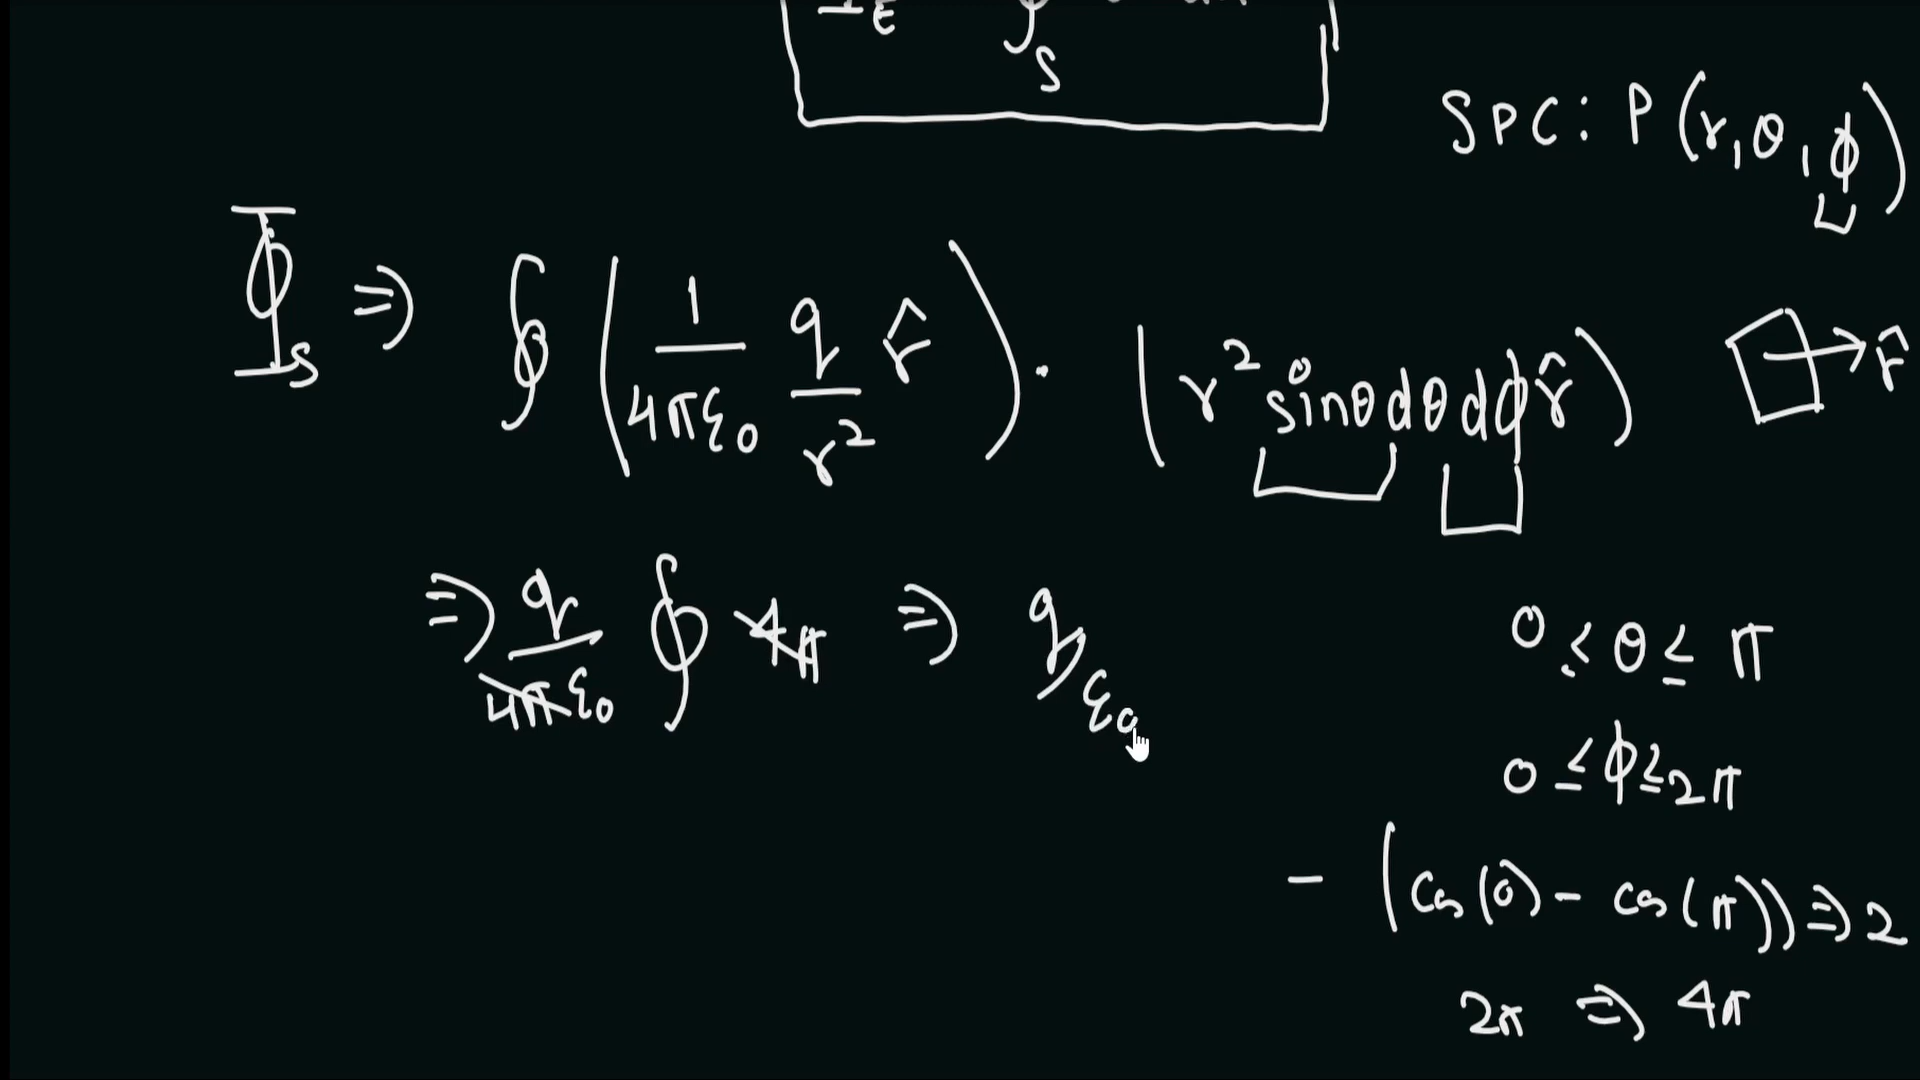 E S
SPC: P(r, θ, ϕ)
Φ_S ⇒ ∮ (1/4πε₀ q/r² r̂) · (r² sinθ dθ dϕ r̂) → r̂
⇒ q/4πε₀ ∮ 4π ⇒ q/ε₀
0 ≤ θ ≤ π
0 ≤ ϕ ≤ 2π
- (cos(0) - cos(π)) ⇒ 2
2π ⇒ 4π